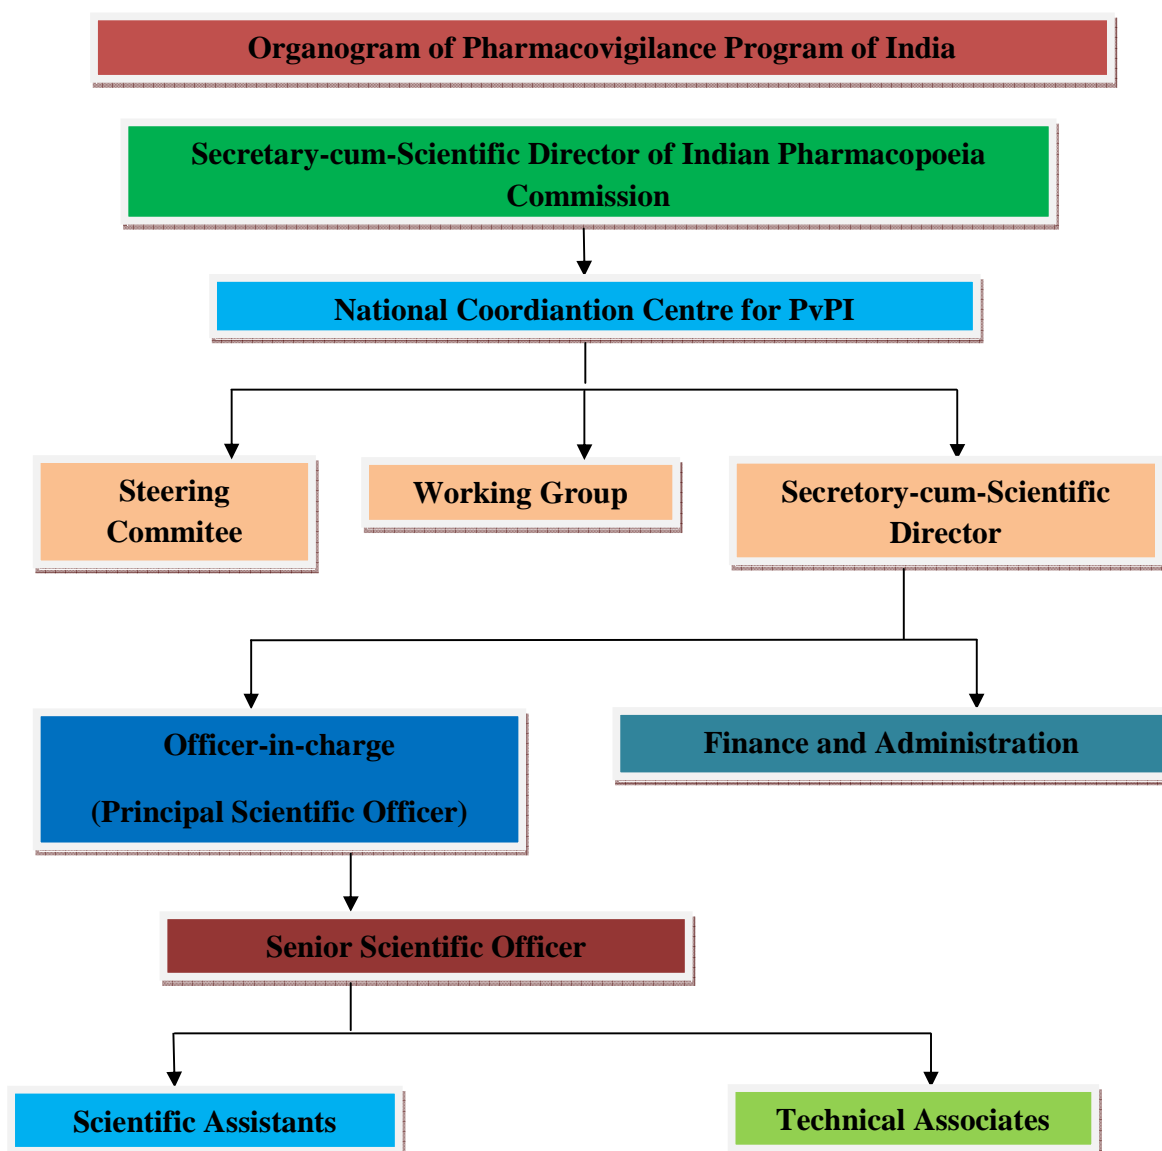 Organogram of Pharmacovigilance Program of India
Secretary-cum-Scientific Director of Indian Pharmacopoeia
Commission
National Coordiantion Centre for PvPI
Steering
Commitee
Working Group
Secretory-cum-Scientific
Director
Officer-in-charge
(Principal Scientific Officer)
Finance and Administration
Senior Scientific Officer
Scientific Assistants
Technical Associates